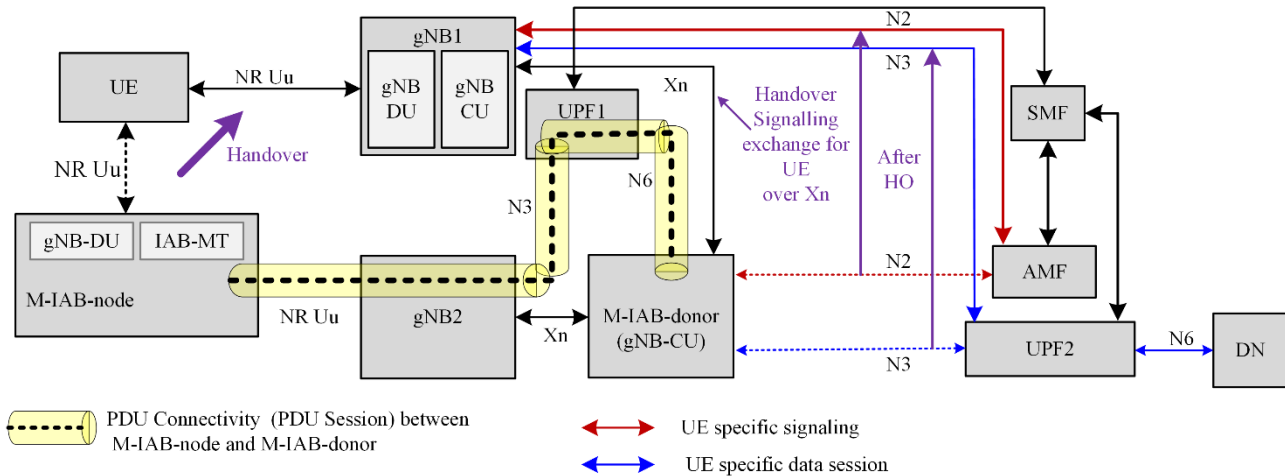 N2
gNB1
N3
UE
NR Uu
gNB
DU
gNB
CU
Xn
UPF1
Handover
Signalling
exchange for
UE
over Xn
After
HO
SMF
Handover
NR Uu
N3
N6
gNB-DU
IAB-MT
M-IAB-node
NR Uu
gNB2
Xn
M-IAB-donor
(gNB-CU)
N2
AMF
N3
UPF2
N6
DN
PDU Connectivity (PDU Session) between
M-IAB-node and M-IAB-donor
UE specific signaling
UE specific data session